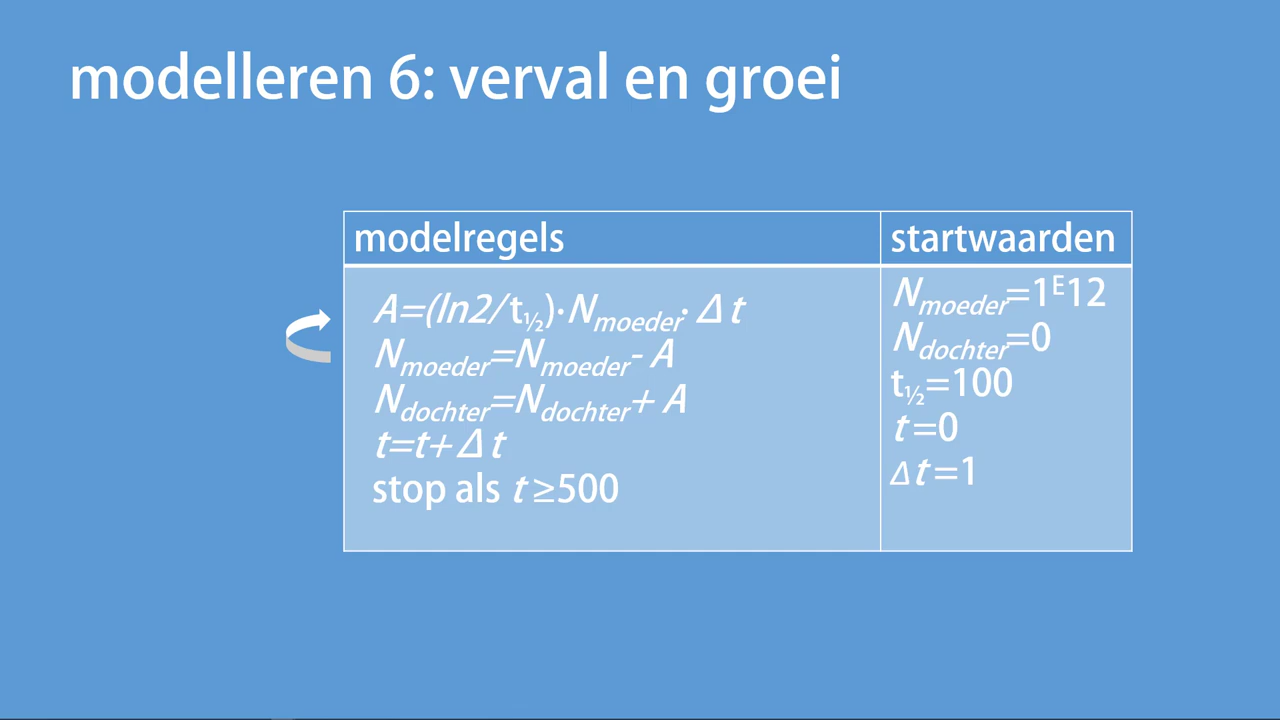 modelleren 6: verval en groei
modelregels
startwaarden
A=(ln2/t½)·Nmoeder· Δt
Nmoeder=Nmoeder- A
Ndochter=Ndochter+ A
t=t+Δt
stop als t ≥500
Nmoeder=1ᴱ12
Ndochter=0
t½=100
t=0
Δt=1